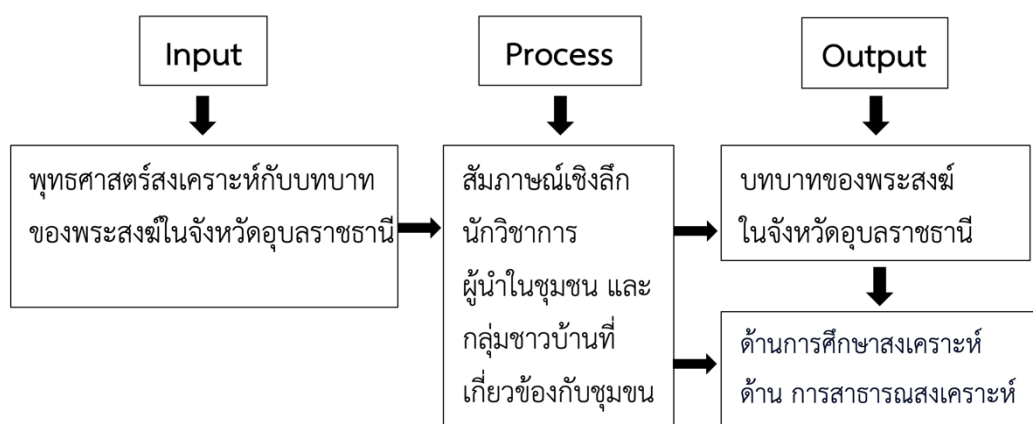 Input
พุทธศาสตร์สงเคราะห์กับบทบาท
ของพระสงฆ์ในจังหวัดอุบลราชธานี
Process
สัมภาษณ์เชิงลึก
นักวิชาการ
ผู้นำในชุมชน และ
กลุ่มชาวบ้านที่
เกี่ยวข้องกับชุมขน
Output
บทบาทของพระสงฆ์
ในจังหวัดอุบลราชธานี
ด้านการศึกษาสงเคราะห์
ด้าน การสาธารณสงเคราะห์